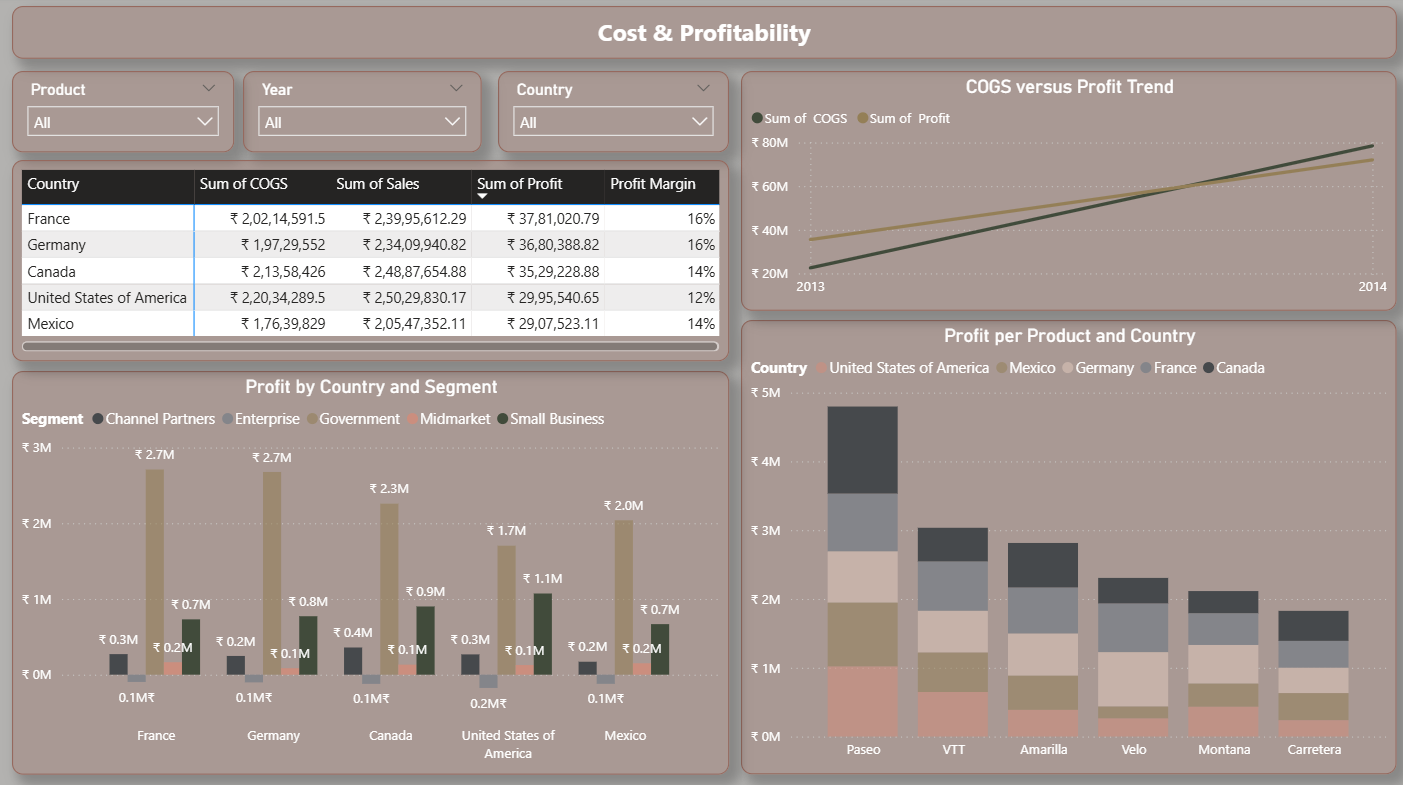 Cost & Profitability
Product
All
Year
All
Country
All
Country Sum of COGS Sum of Sales Sum of Profit Profit Margin
France ₹ 2,02,14,591.5 ₹ 2,39,95,612.29 ₹ 37,81,020.79 16%
Germany ₹ 1,97,29,552 ₹ 2,34,09,940.82 ₹ 36,80,388.82 16%
Canada ₹ 2,13,58,426 ₹ 2,48,87,654.88 ₹ 35,29,228.88 14%
United States of America ₹ 2,20,34,289.5 ₹ 2,50,29,830.17 ₹ 29,95,540.65 12%
Mexico ₹ 1,76,39,829 ₹ 2,05,47,352.11 ₹ 29,07,523.11 14%
COGS versus Profit Trend
Sum of COGS Sum of Profit
₹ 80M
₹ 60M
₹ 40M
₹ 20M
2013 2014
Profit by Country and Segment
Segment Channel Partners Enterprise Government Midmarket Small Business
₹ 3M
₹ 2M
₹ 1M
₹ 0M
₹ 0.3M
0.1M₹
₹ 2.7M
₹ 0.2M
₹ 0.7M
₹ 0.2M
0.1M₹
₹ 2.7M
₹ 0.1M
₹ 0.8M
₹ 0.4M
0.1M₹
₹ 2.3M
₹ 0.1M
₹ 0.9M
₹ 0.3M
0.2M₹
₹ 1.7M
₹ 0.1M
₹ 1.1M
₹ 0.2M
0.1M₹
₹ 2.0M
₹ 0.2M
₹ 0.7M
France Germany Canada United States of Mexico
America
Profit per Product and Country
Country United States of America Mexico Germany France Canada
₹ 5M
₹ 4M
₹ 3M
₹ 2M
₹ 1M
₹ 0M
Paseo VTT Amarilla Velo Montana Carretera